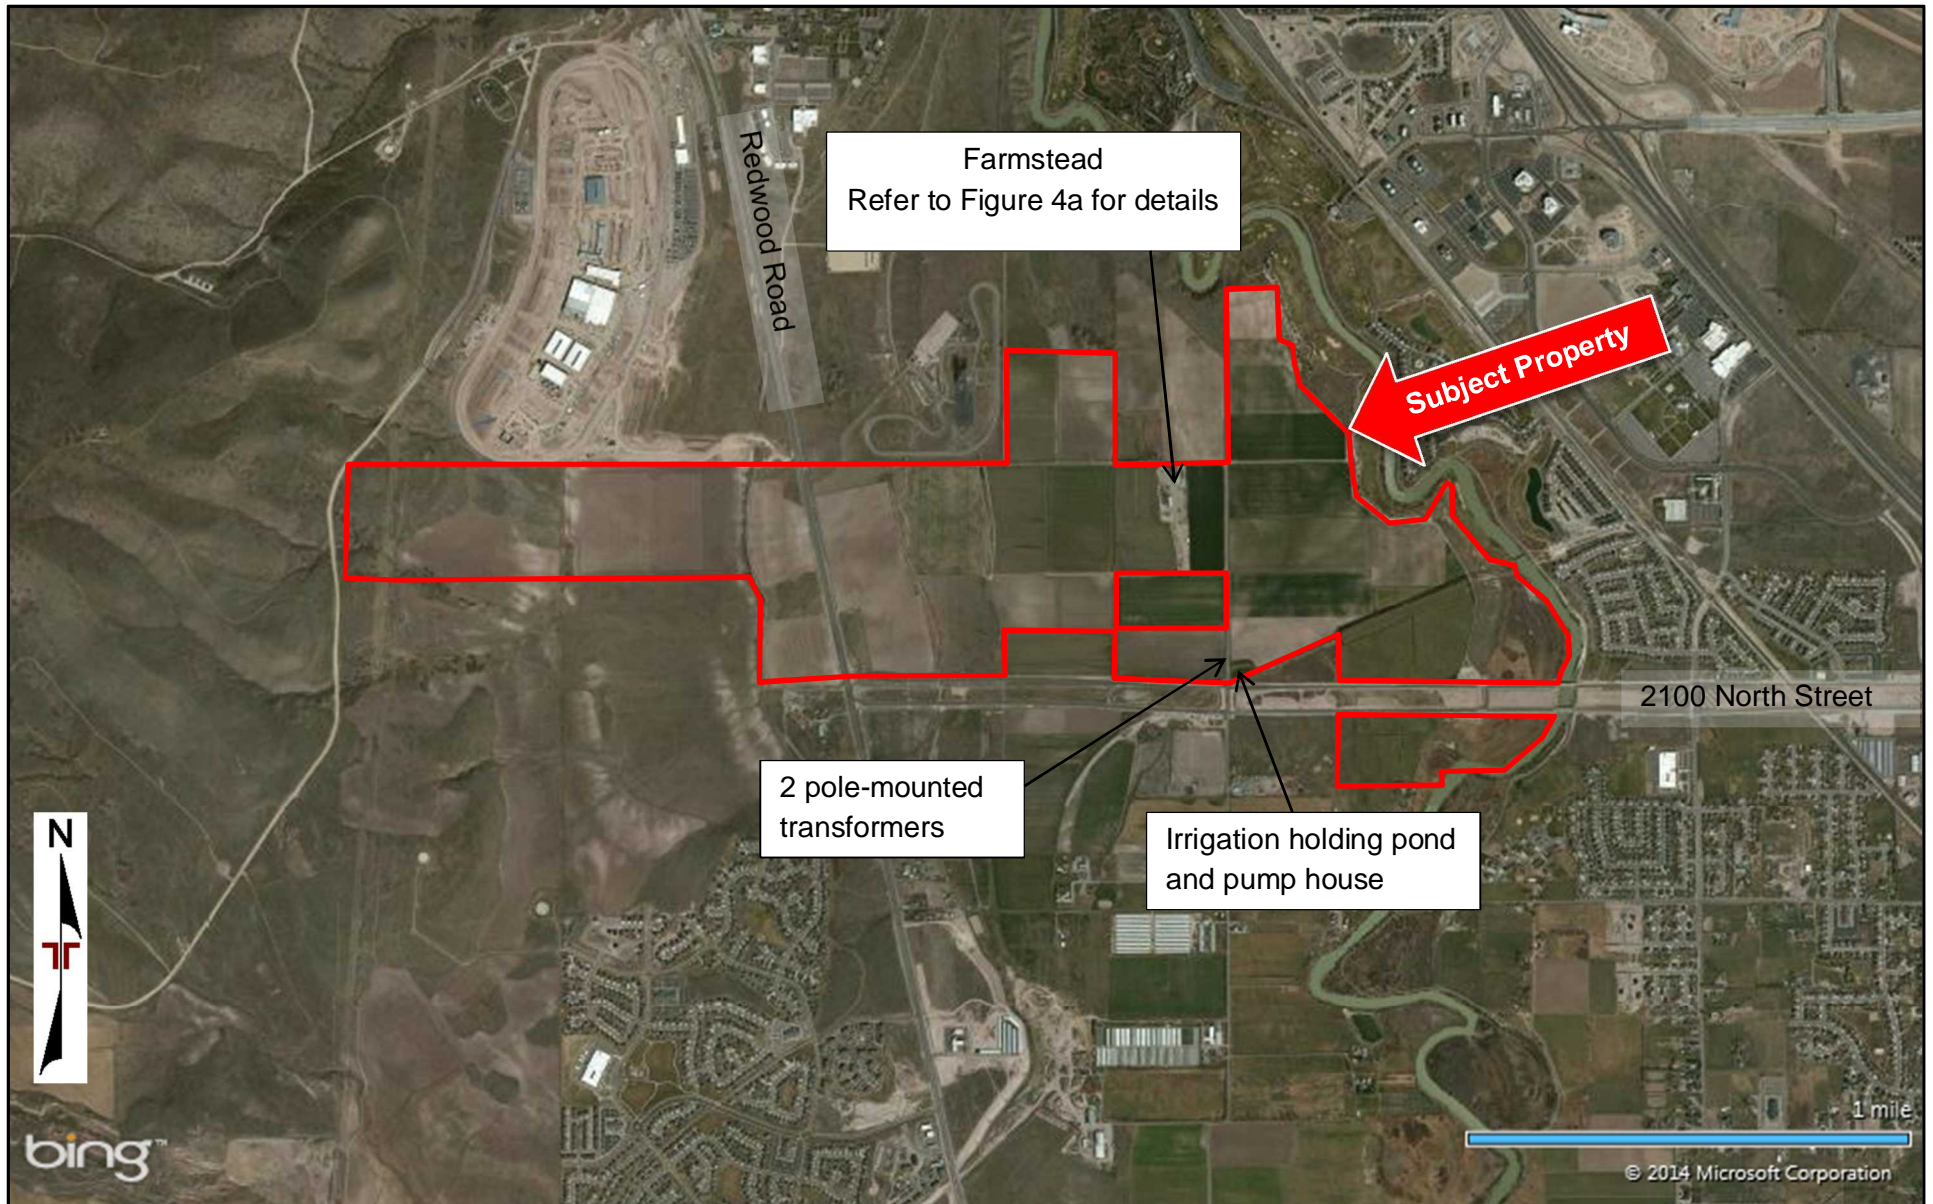 Redwood Road
Farmstead
Refer to Figure 4a for details
Subject Property
2100 North Street
2 pole-mounted
transformers
Irrigation holding pond
and pump house
N
1 mile
bing™
© 2014 Microsoft Corporation